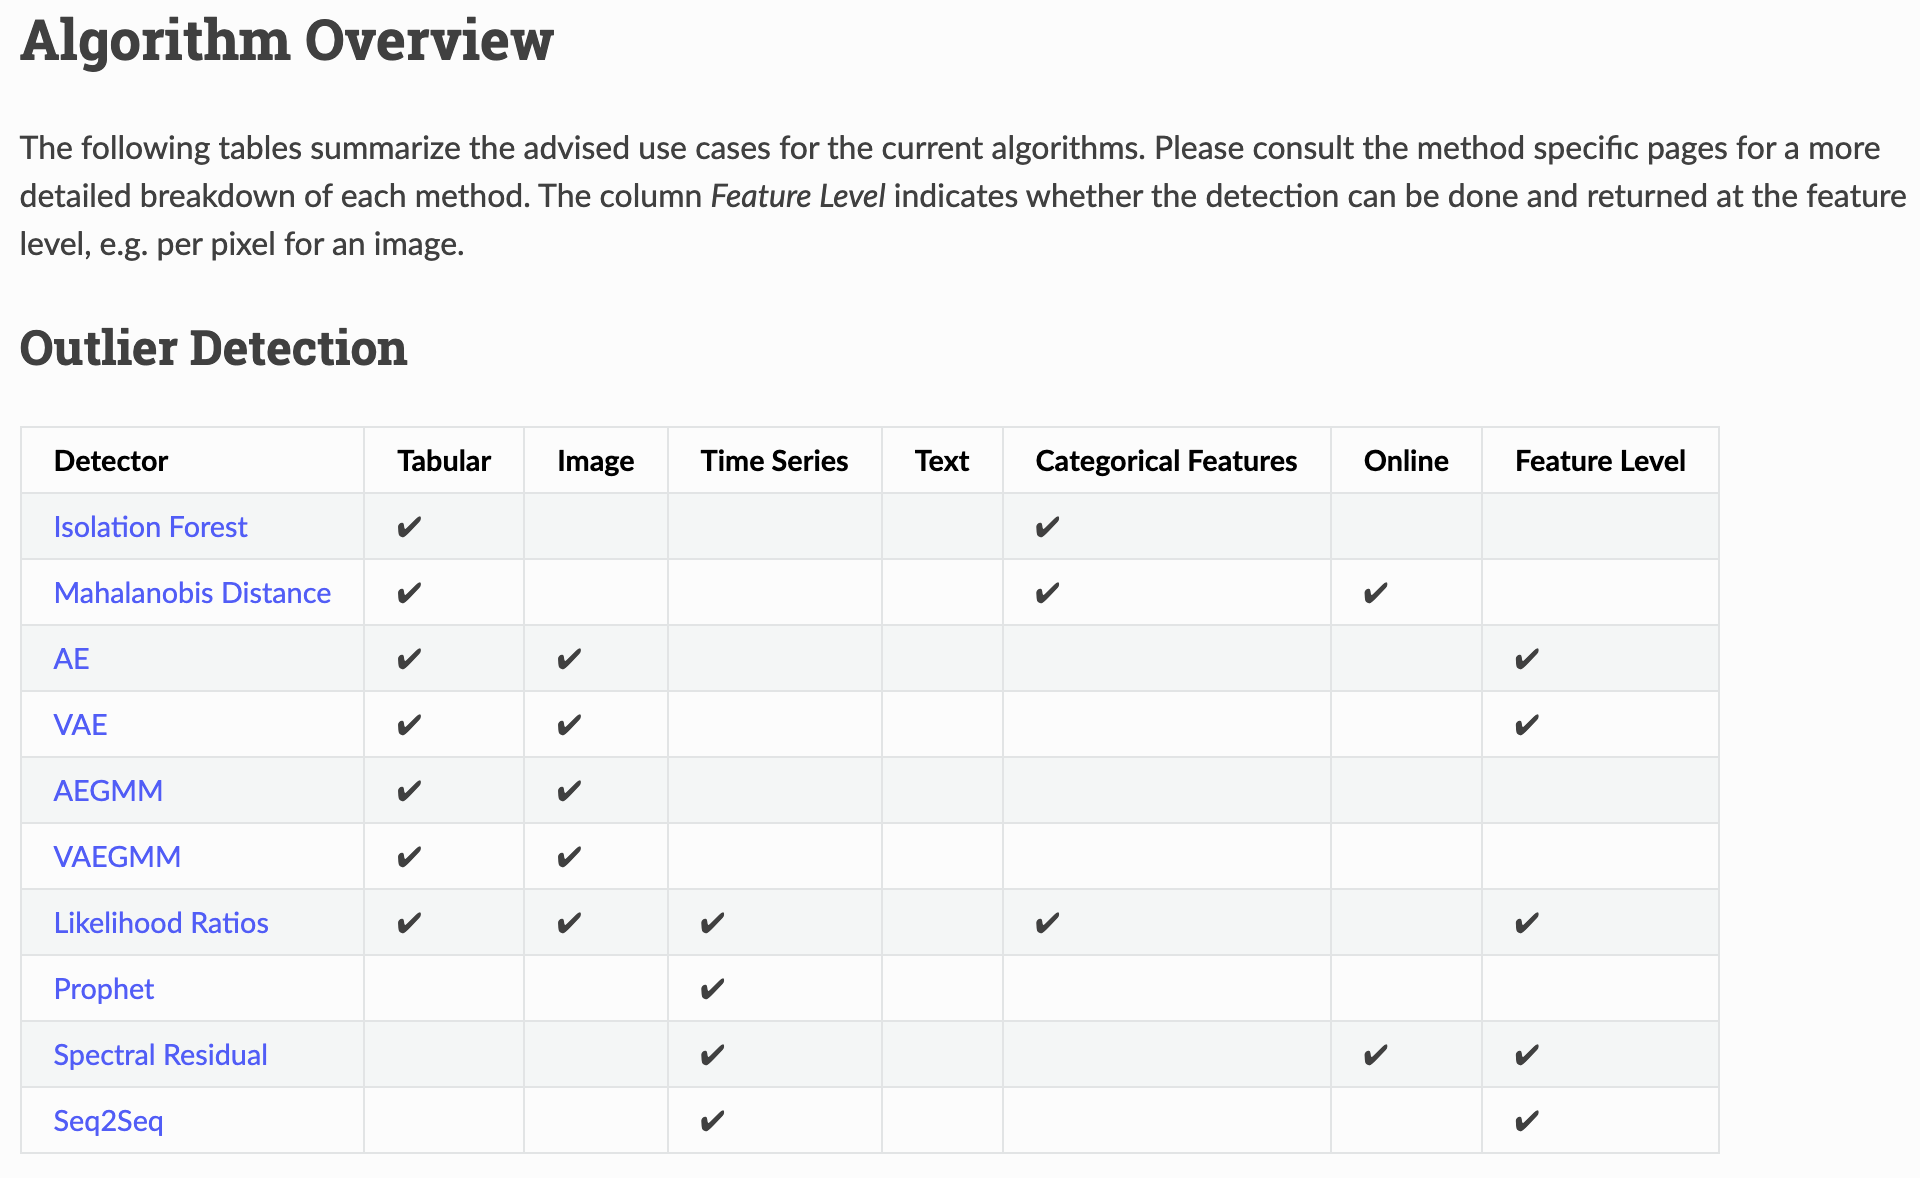 Algorithm Overview
The following tables summarize the advised use cases for the current algorithms. Please consult the method specific pages for a more
detailed breakdown of each method. The column Feature Level indicates whether the detection can be done and returned at the feature
level, e.g. per pixel for an image.
Outlier Detection
Detector Tabular Image Time Series Text Categorical Features Online Feature Level
Isolation Forest ✔ ✔
Mahalanobis Distance ✔ ✔ ✔
AE ✔ ✔ ✔
VAE ✔ ✔ ✔
AEGMM ✔ ✔
VAEGMM ✔ ✔
Likelihood Ratios ✔ ✔ ✔ ✔ ✔
Prophet ✔
Spectral Residual ✔ ✔ ✔
Seq2Seq ✔ ✔